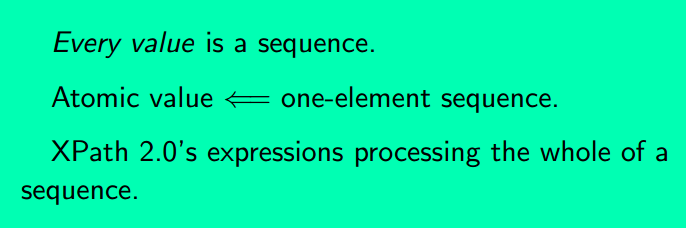 Every value is a sequence.
Atomic value ⟸ one-element sequence.
XPath 2.0's expressions processing the whole of a
sequence.